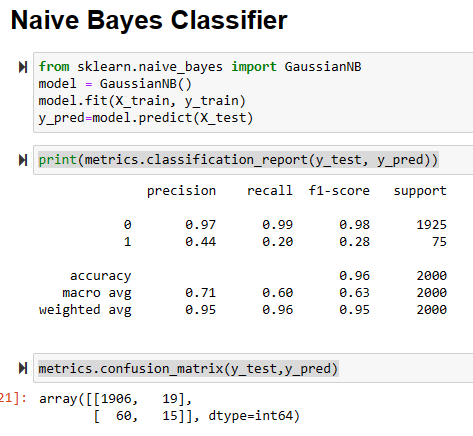 Naive Bayes Classifier
from sklearn.naive_bayes import GaussianNB
model = GaussianNB()
model.fit(X_train, y_train)
y_pred=model.predict(X_test)
print(metrics.classification_report(y_test, y_pred))
precision recall f1-score support
0 0.97 0.99 0.98 1925
1 0.44 0.20 0.28 75
accuracy 0.96 2000
macro avg 0.71 0.60 0.63 2000
weighted avg 0.95 0.96 0.95 2000
metrics.confusion_matrix(y_test,y_pred)
21]: array([[1906, 19],
[ 60, 15]], dtype=int64)